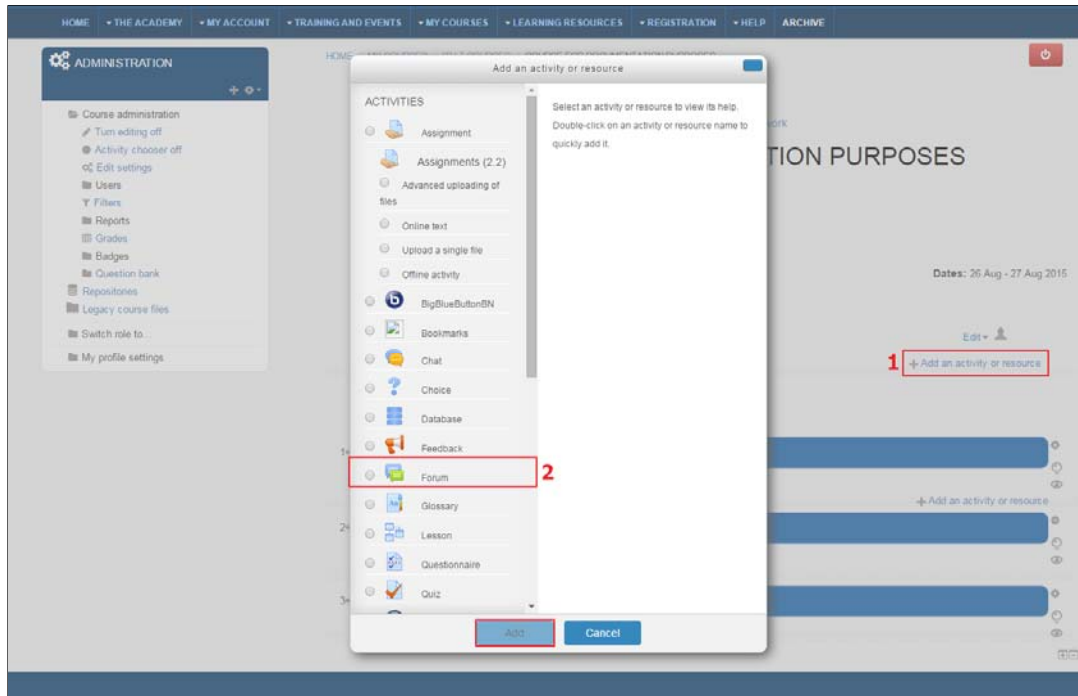 HOME THE ACADEMY MY ACCOUNT TRAINING AND EVENTS MY COURSES LEARNING RESOURCES REGISTRATION HELP ARCHIVE
ADMINISTRATION
HOME
Add an activity or resource
Course administration
Turn editing off
Activity chooser off
Edit settings
Users
Filters
Reports
Grades
Badges
Question bank
Repositories
Legacy course files
Switch role to...
My profile settings
ACTIVITIES
Assignment
Assignments (2.2)
Advanced uploading of
files
Online text
Upload a single file
Offline activity
BigBlueButtonBN
Bookmarks
Chat
Choice
Database
Feedback
Forum
2
Glossary
Lesson
Questionnaire
Quiz
Select an activity or resource to view its help.
Double-click on an activity or resource name to
quickly add it.
TION PURPOSES
Dates: 26 Aug - 27 Aug 2015
Edit
1 + Add an activity or resource
+ Add an activity or resource
Add Cancel